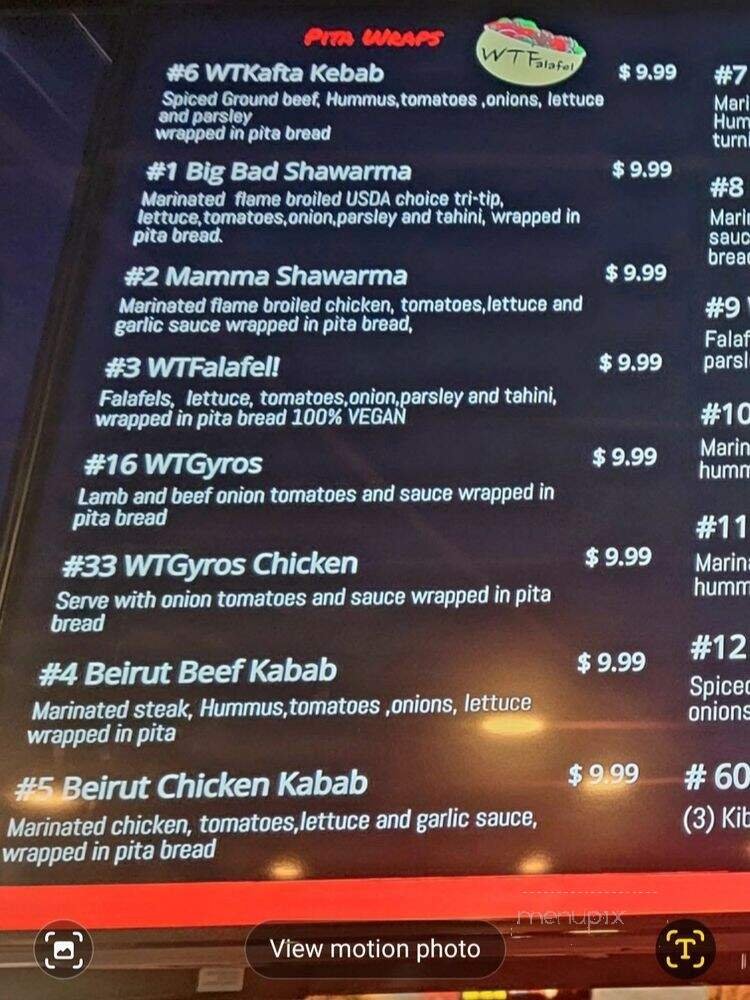 PITA WRAPS
WTFalafel
#6 WTKafta Kebab $ 9.99
Spiced Ground beef, Hummus,tomatoes ,onions, lettuce
and parsley
wrapped in pita bread
#1 Big Bad Shawarma $ 9.99
Marinated flame broiled USDA choice tri-tip,
lettuce,tomatoes,onion,parsley and tahini, wrapped in
pita bread.
#2 Mamma Shawarma $ 9.99
Marinated flame broiled chicken, tomatoes,lettuce and
garlic sauce wrapped in pita bread,
#3 WTFalafel! $ 9.99
Falafels, lettuce, tomatoes,onion,parsley and tahini,
wrapped in pita bread 100% VEGAN
#16 WTGyros $ 9.99
Lamb and beef onion tomatoes and sauce wrapped in
pita bread
#33 WTGyros Chicken $ 9.99
Serve with onion tomatoes and sauce wrapped in pita
bread
#4 Beirut Beef Kabab $ 9.99
Marinated steak, Hummus,tomatoes ,onions, lettuce
wrapped in pita
#5 Beirut Chicken Kabab $ 9.99
Marinated chicken, tomatoes,lettuce and garlic sauce,
wrapped in pita bread
#7
#8
#9
#10
#11
#12
onions
# 60
(3)
menupix
View motion photo
T